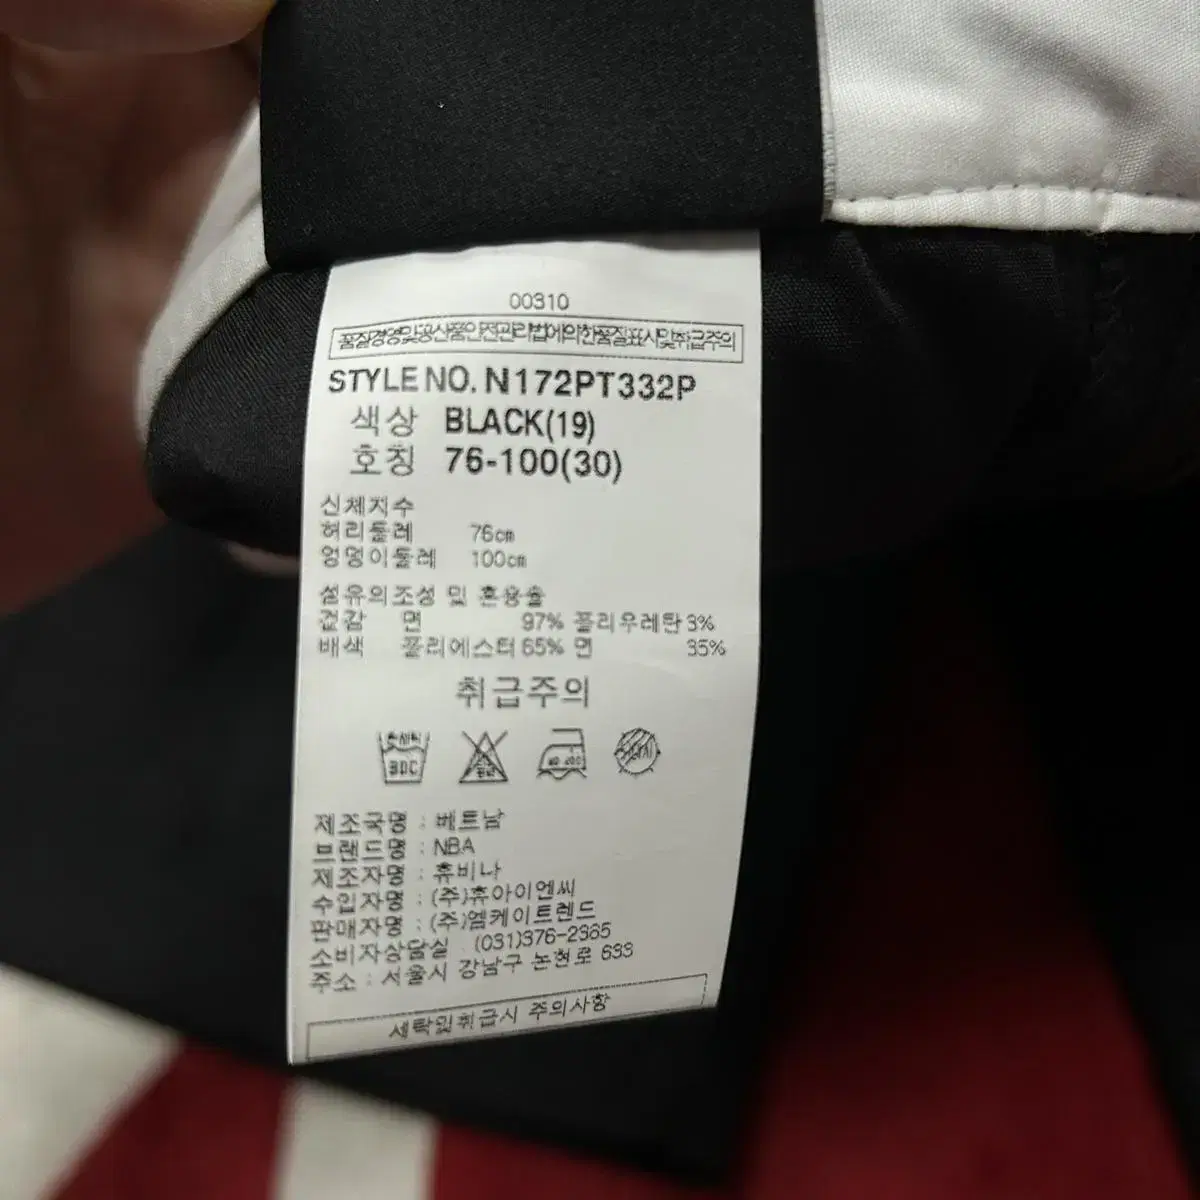 00310
품질경영및공산품안전관리법에의한품질표시및취급주의
STYLE NO. N172PT332P
색상 BLACK(19)
호칭 76-100(30)
신체지수
허리둘레 76cm
엉덩이둘레 100cm
섬유의조성 및 혼용율
겉감 면 97% 폴리우레탄 3%
배색 폴리에스터 65% 면 35%
취급주의
제조국명 : 베트남
브랜드명 : NBA
제조자명 : 휴비나
수입자명 : (주)휴아이엔씨
판매자명 : (주)엠케이트렌드
소비자상담실 : (031)376-2365
주소 : 서울시 강남구 논현로 633
세탁및취급시 주의사항